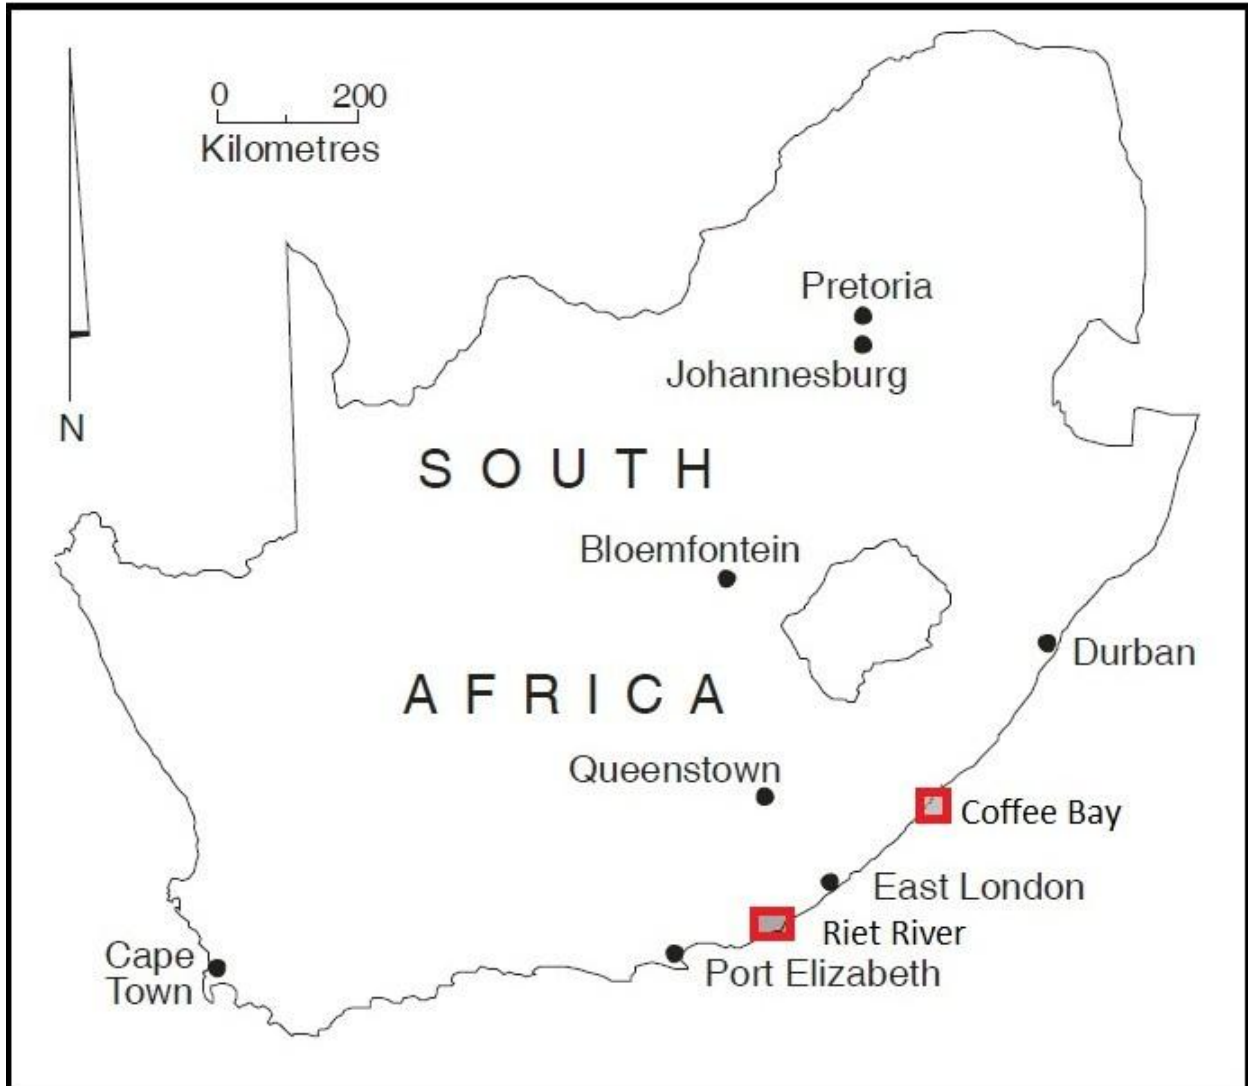 0 200
Kilometres
N
Pretoria
Johannesburg
SOUTH
Bloemfontein
Durban
AFRICA
Queenstown
Coffee Bay
East London
Riet River
Cape
Town
Port Elizabeth